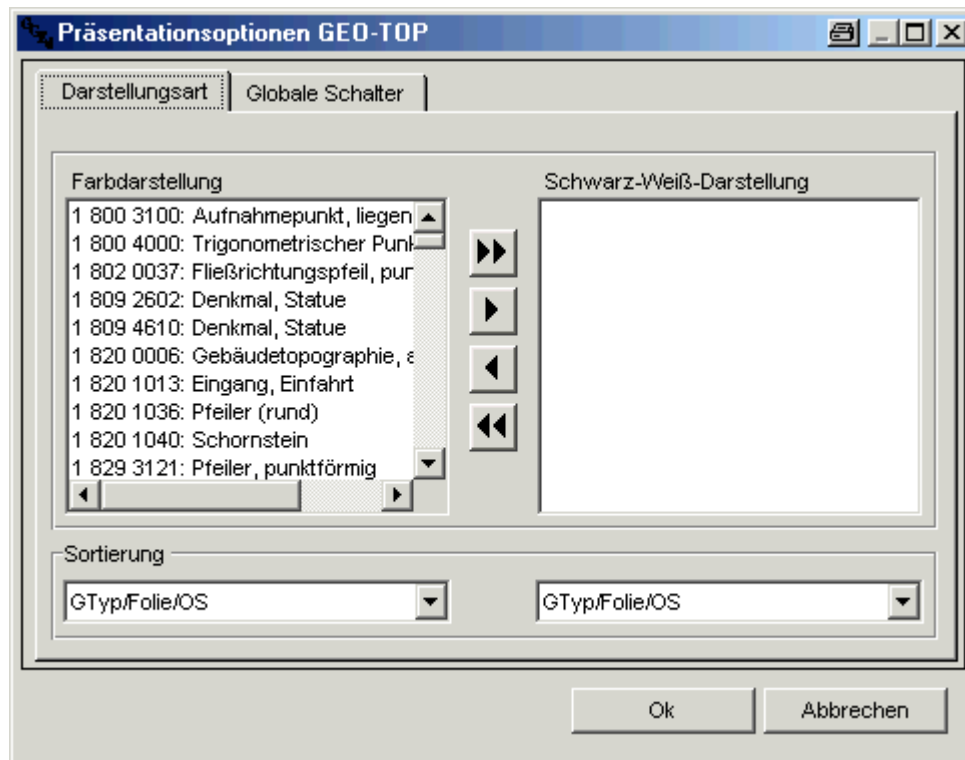 Präsentationsoptionen GEO-TOP
Darstellungsart
Globale Schalter
Farbdarstellung
1 800 3100: Aufnahmepunkt, liegen
1 800 4000: Trigonometrischer Punk
1 802 0037: Fließrichtungspfeil, pun
1 809 2602: Denkmal, Statue
1 809 4610: Denkmal, Statue
1 820 0006: Gebäudetopographie, a
1 820 1013: Eingang, Einfahrt
1 820 1036: Pfeiler (rund)
1 820 1040: Schornstein
1 829 3121: Pfeiler, punktförmig
Schwarz-Weiß-Darstellung
Sortierung
GTyp/Folie/OS
GTyp/Folie/OS
Ok
Abbrechen